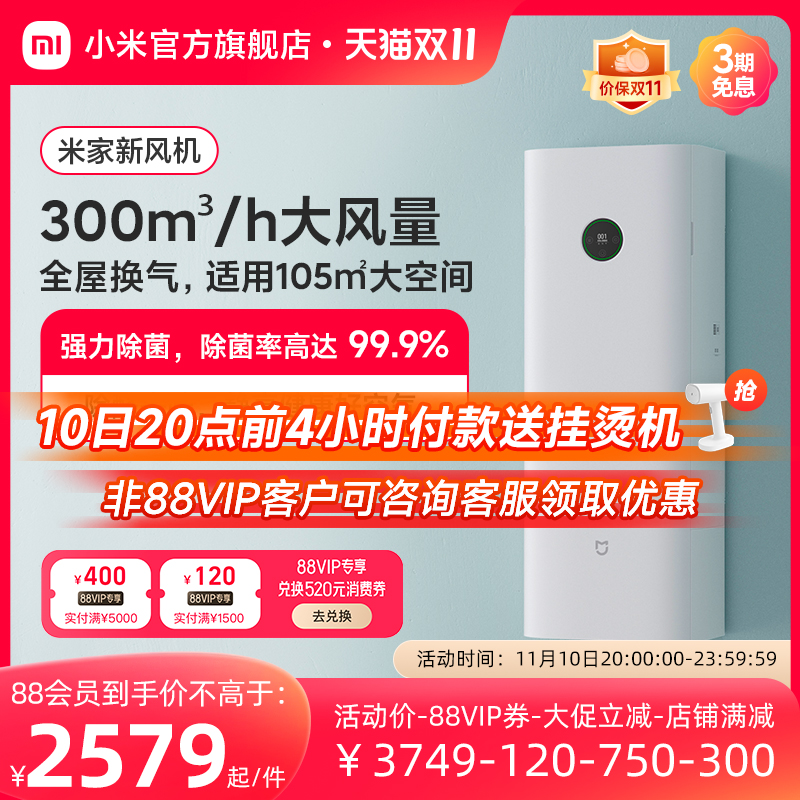 小米官方旗舰店·天猫双11
价保双11
3期
免息
米家新风机
300m³/h大风量
全屋换气，适用105㎡大空间
强力除菌，除菌率高达 99.9%
10日20点前4小时付款送挂烫机
抢
非88VIP客户可咨询客服领取优惠
¥400
88VIP专享
实付满¥5000
¥120
88VIP专享
实付满¥1500
88VIP专享
兑换520元消费券
去兑换
活动时间：11月10日20:00:00-23:59:59
88会员到手价不高于：
¥2579起/件
活动价-88VIP券-大促立减-店铺满减
¥3749-120-750-300